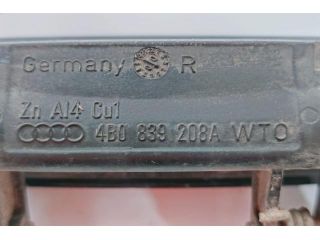 Germany R
Zn Al4 Cu1
4B0 839 208A WTO